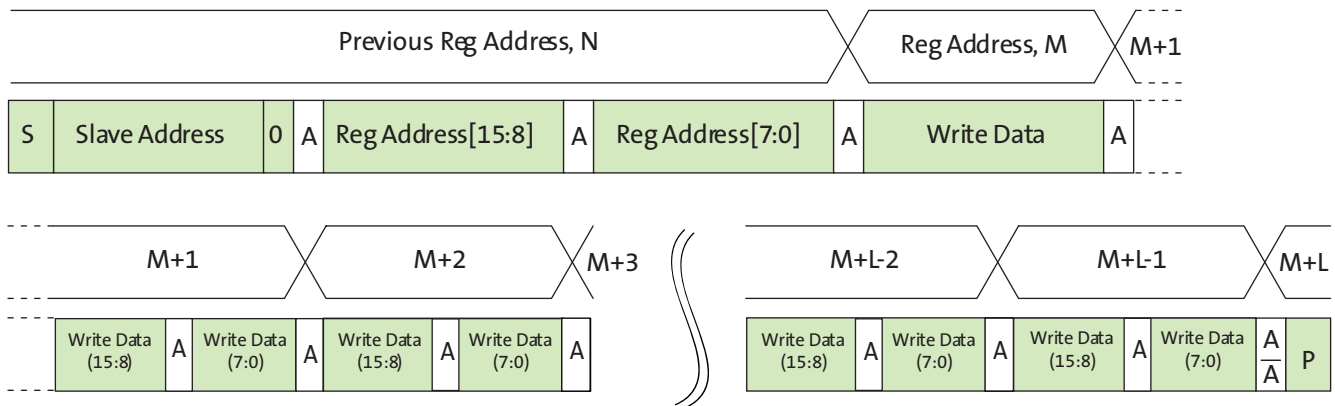 Previous Reg Address, N
Reg Address, M
M+1
S
Slave Address
0
A
Reg Address[15:8]
A
Reg Address[7:0]
A
Write Data
A
M+1
M+2
M+3
M+L-2
M+L-1
M+L
Write Data
(15:8)
A
Write Data
(7:0)
A
Write Data
(15:8)
A
Write Data
(7:0)
A
Write Data
(15:8)
A
Write Data
(7:0)
A
Write Data
(15:8)
A
Write Data
(7:0)
A
A
P